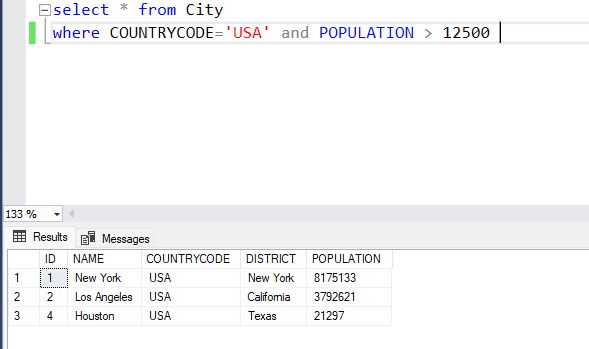 select * from City
where COUNTRYCODE='USA' and POPULATION > 12500
133 %
Results Messages
ID NAME COUNTRYCODE DISTRICT POPULATION
1 1 New York USA New York 8175133
2 2 Los Angeles USA California 3792621
3 4 Houston USA Texas 21297